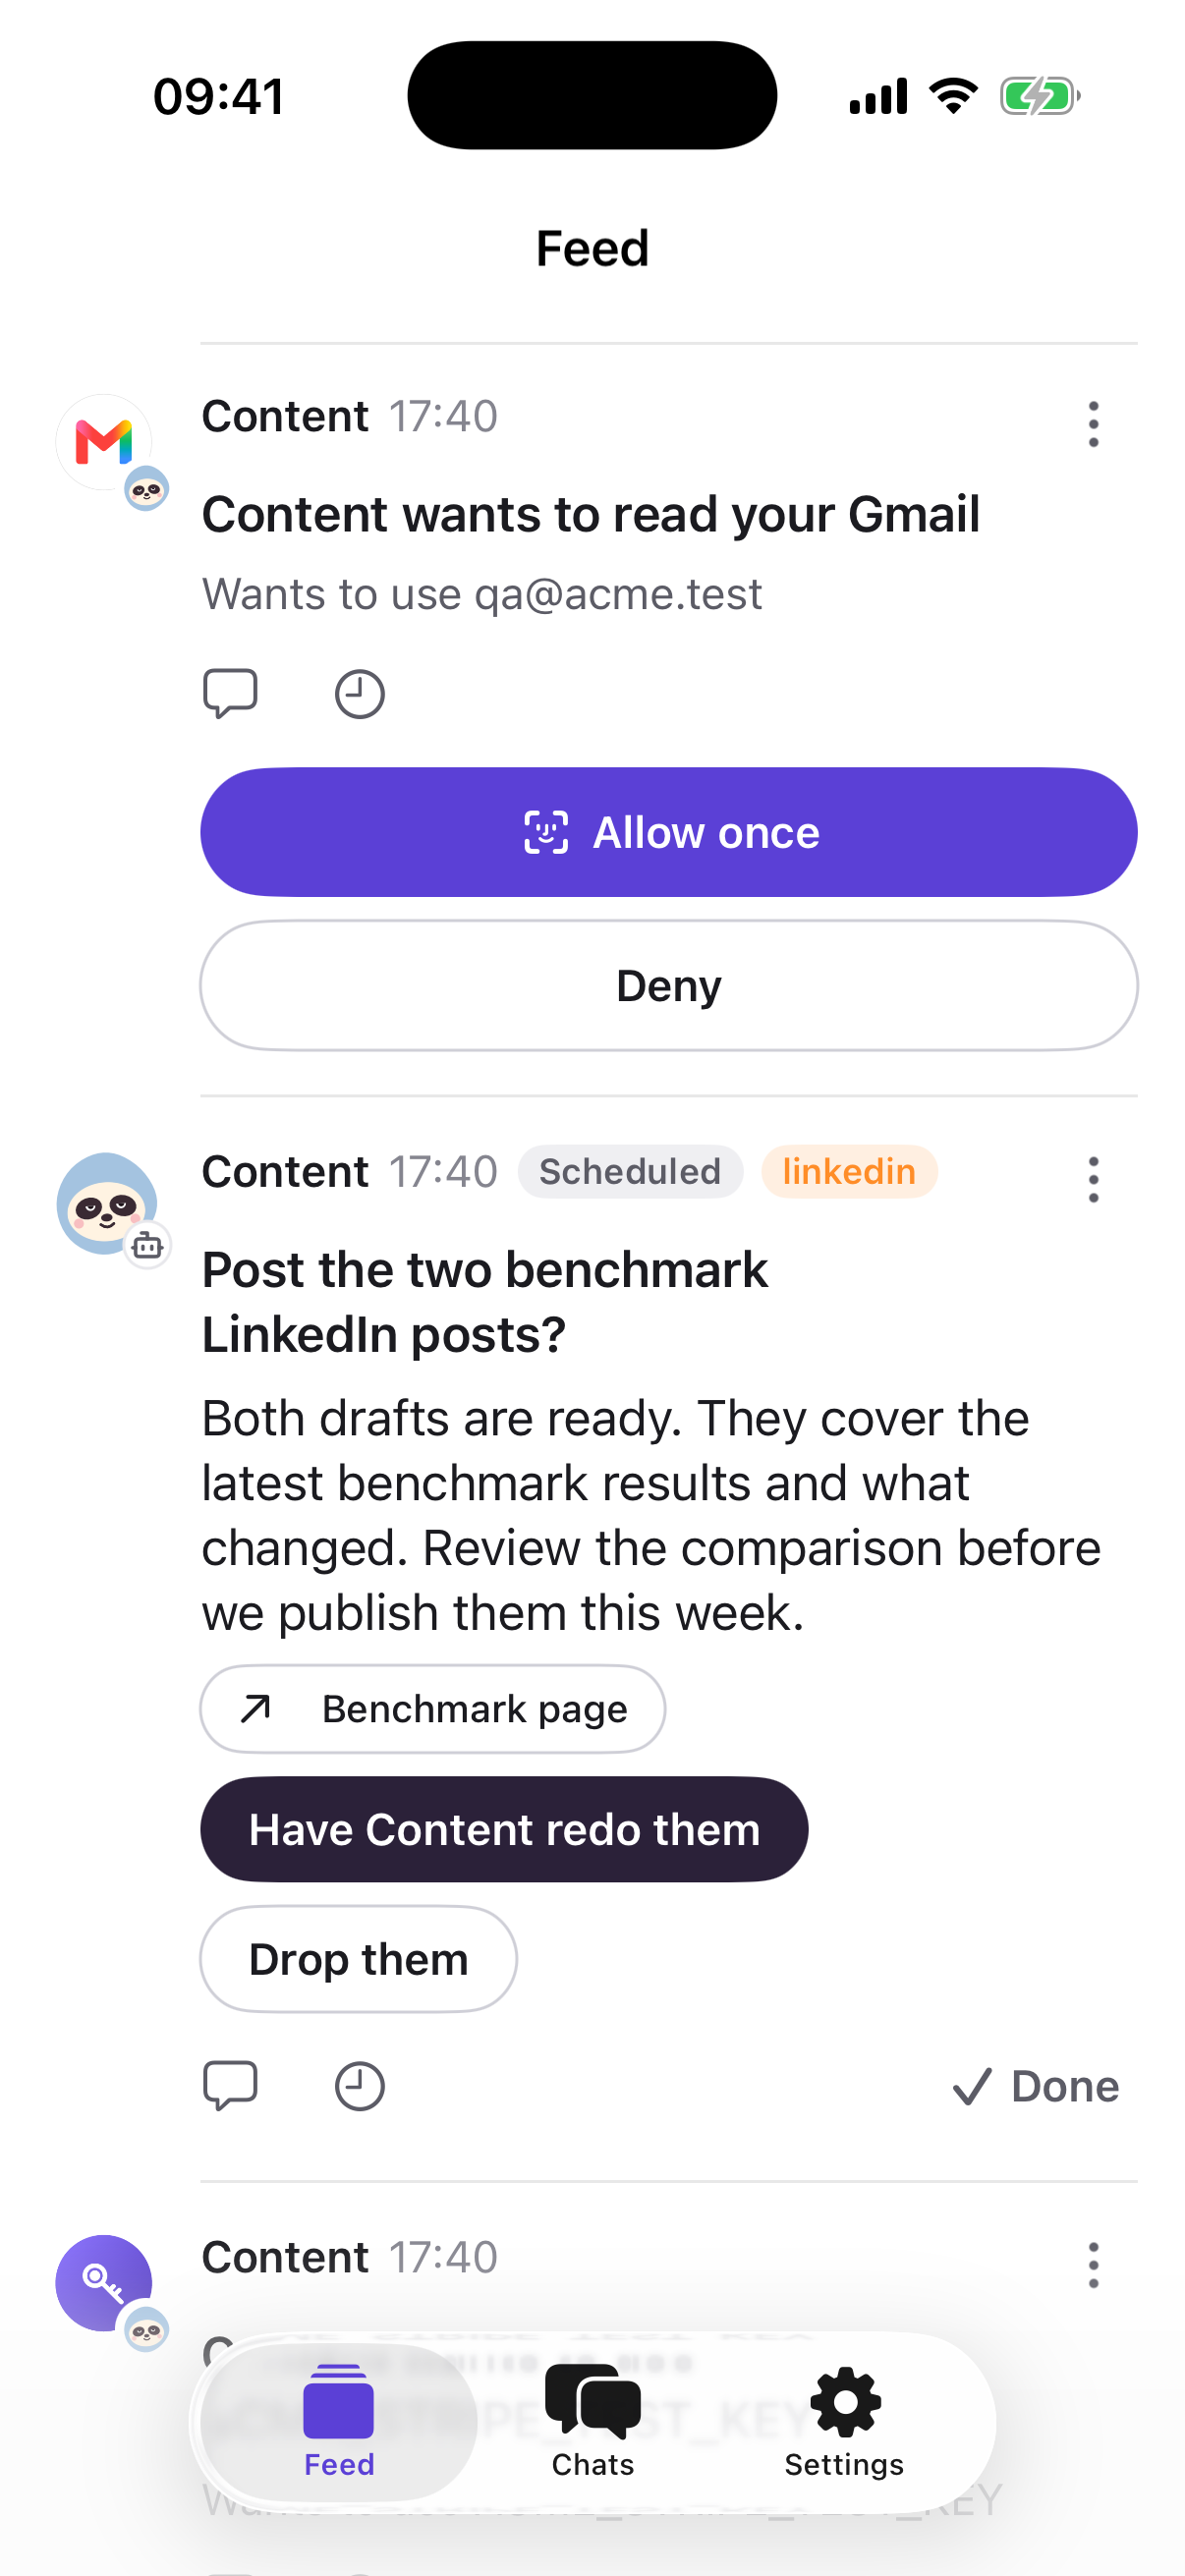 09:41
Feed
Content 17:40
Content wants to read your Gmail
Wants to use qa@acme.test
Allow once
Deny
Content 17:40 Scheduled linkedin
Post the two benchmark
LinkedIn posts?
Both drafts are ready. They cover the
latest benchmark results and what
changed. Review the comparison before
we publish them this week.
Benchmark page
Have Content redo them
Drop them
Done
Content 17:40
Feed Chats Settings